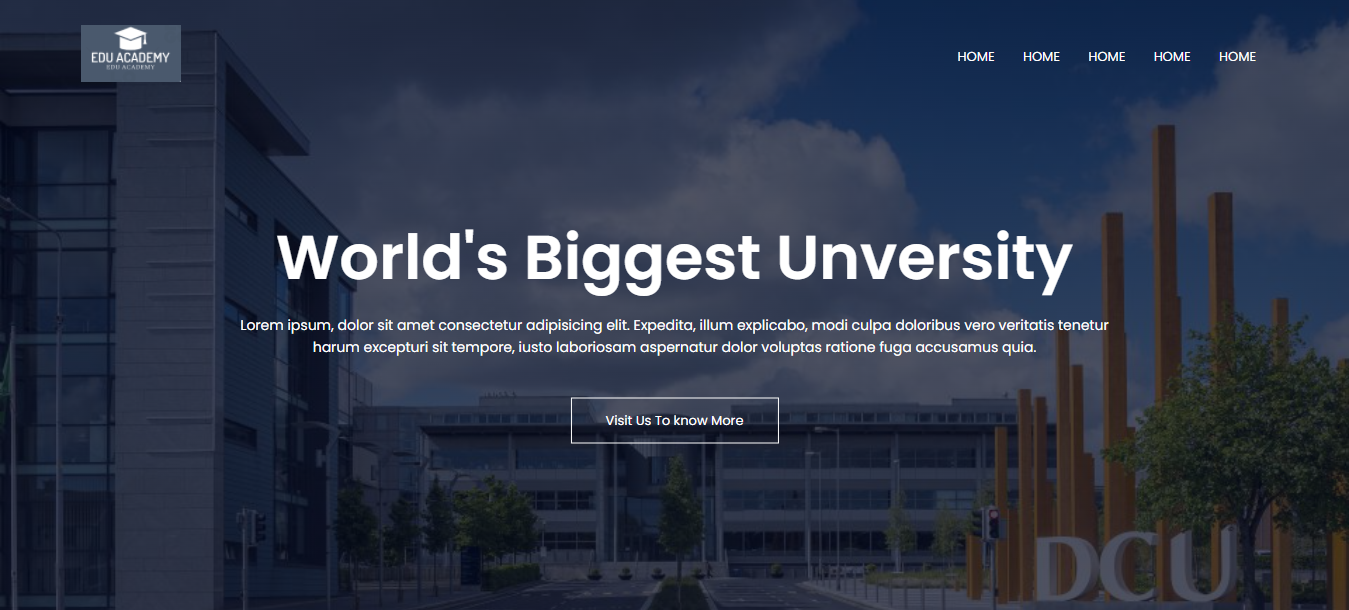 EDU ACADEMY
EDU ACADEMY
HOME HOME HOME HOME HOME
World's Biggest Unversity
Lorem ipsum, dolor sit amet consectetur adipisicing elit. Expedita, illum explicabo, modi culpa doloribus vero veritatis tenetur
harum excepturi sit tempore, iusto laboriosam aspernatur dolor voluptas ratione fuga accusamus quia.
Visit Us To know More
DCU